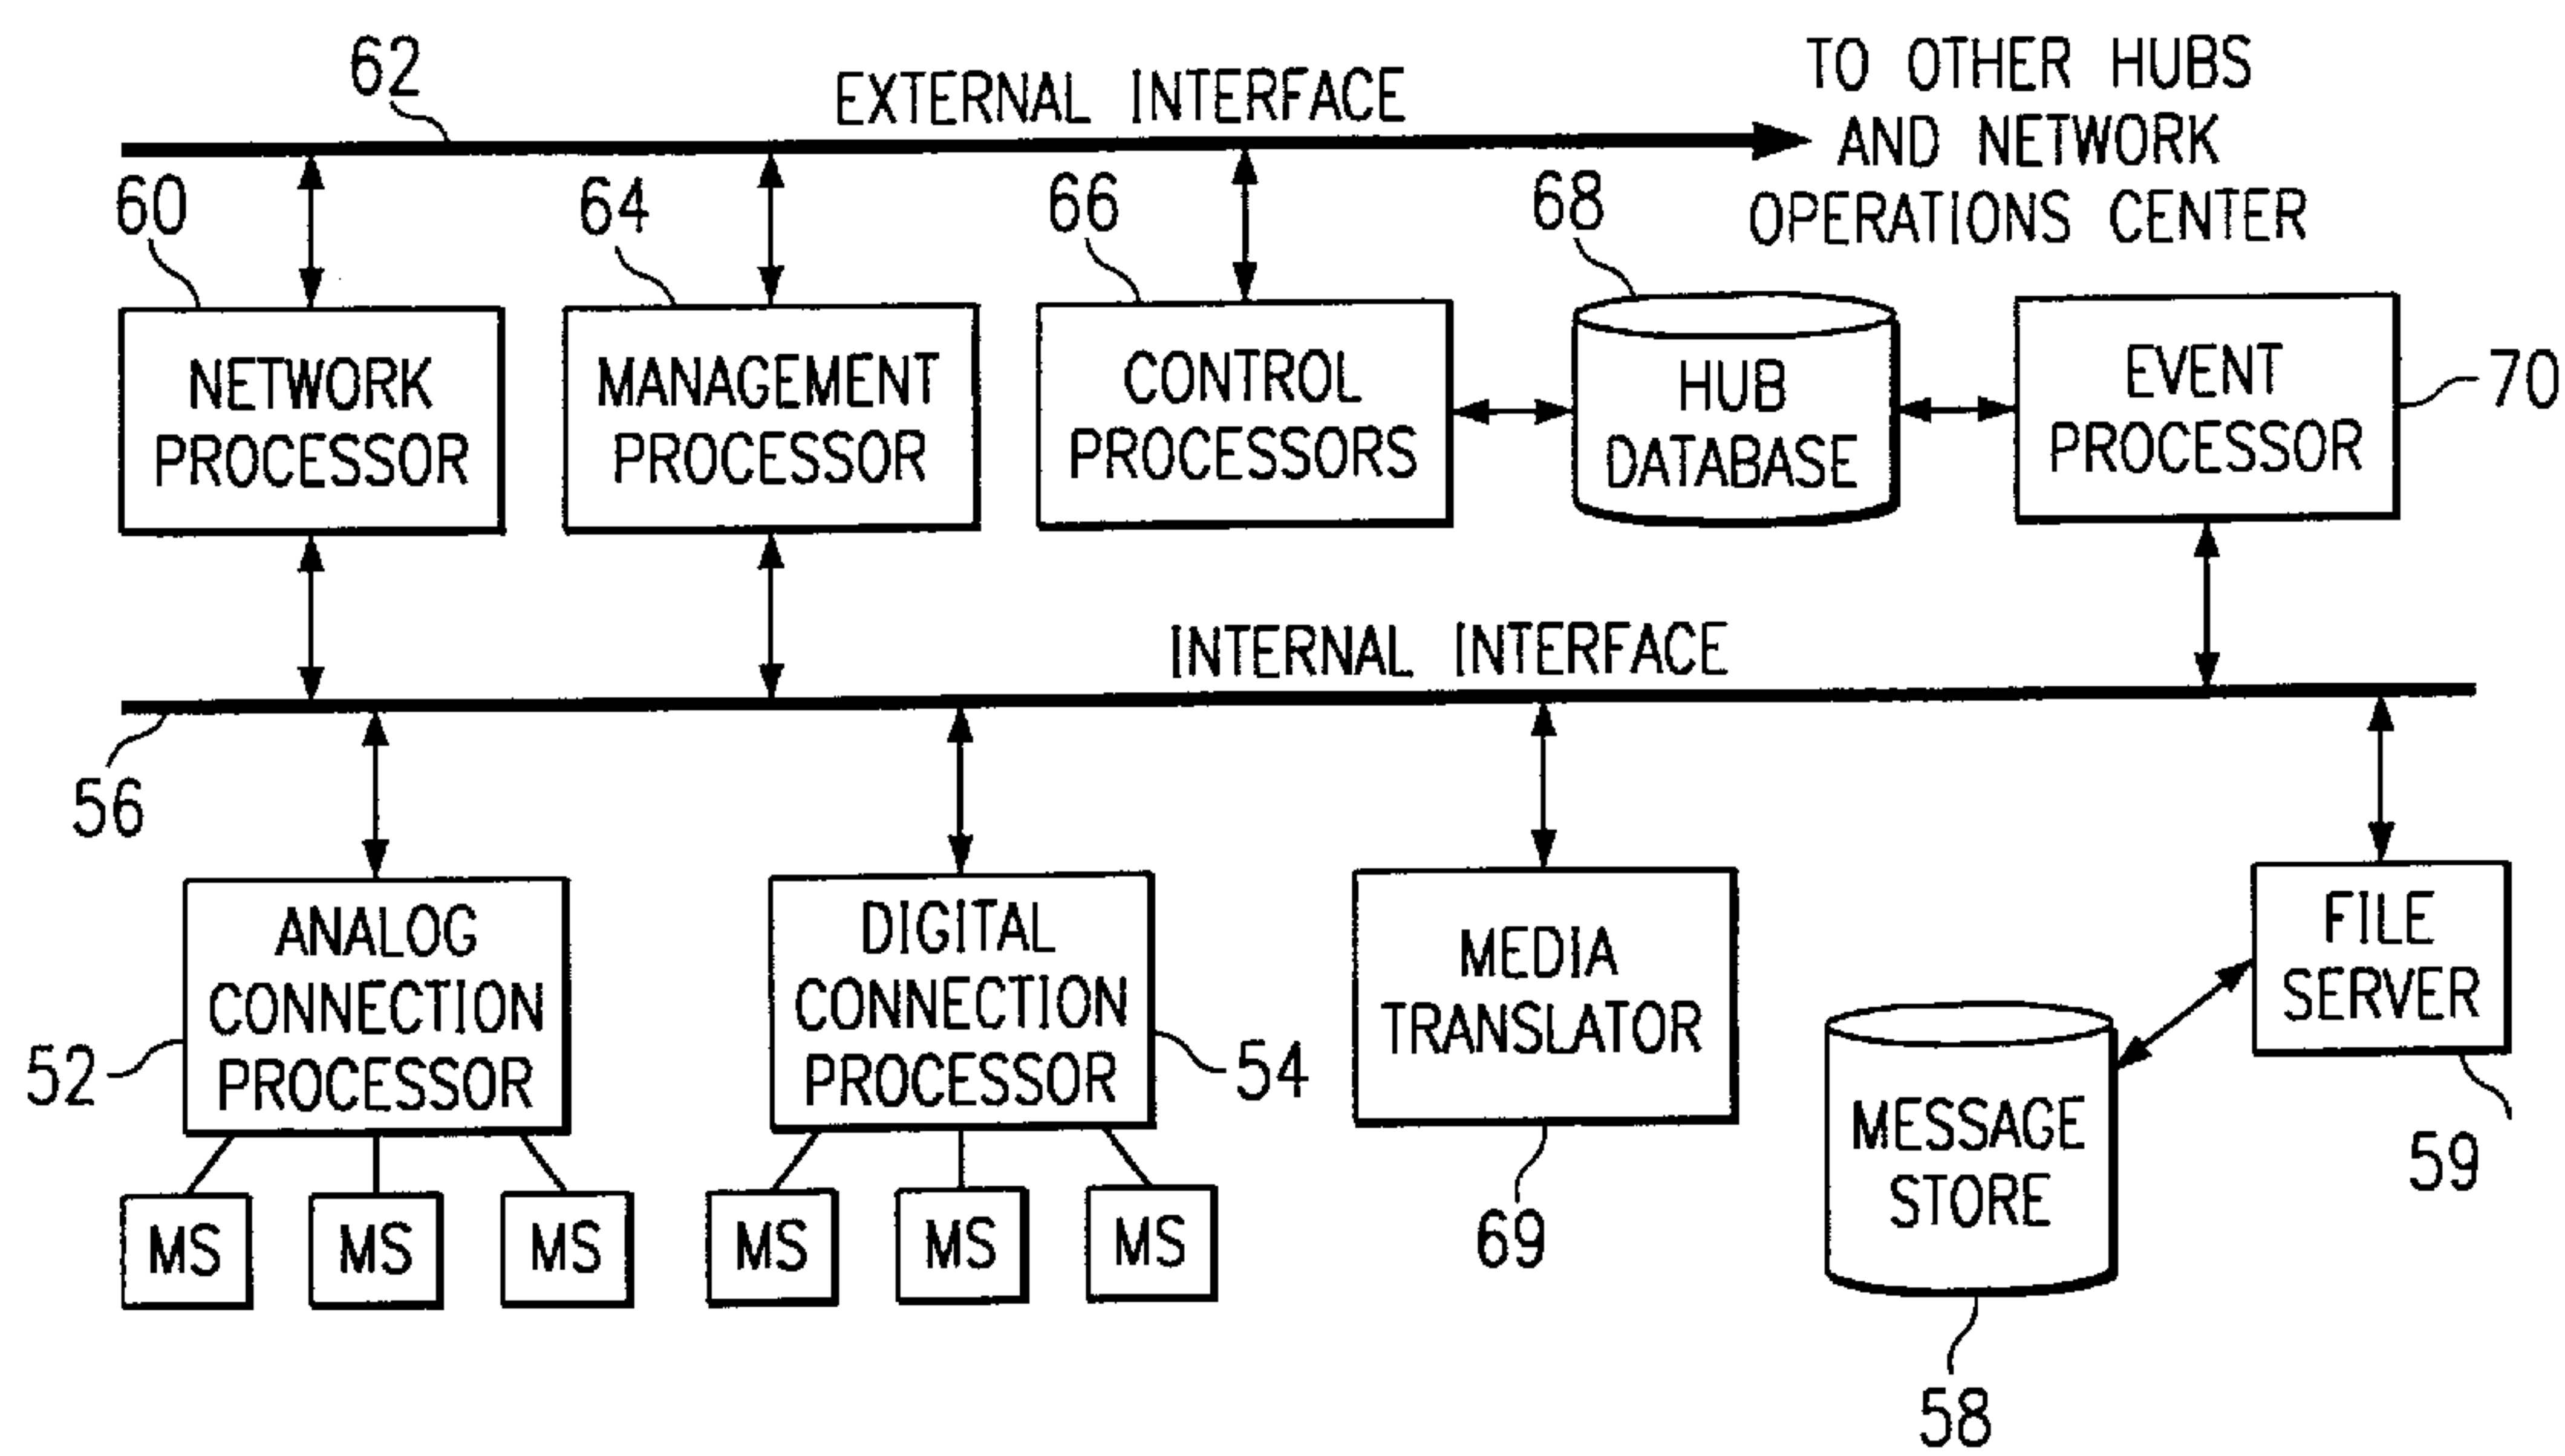 62
EXTERNAL INTERFACE
TO OTHER HUBS
AND NETWORK
OPERATIONS CENTER
60
64
66
68
NETWORK
PROCESSOR
MANAGEMENT
PROCESSOR
CONTROL
PROCESSORS
HUB
DATABASE
EVENT
PROCESSOR
70
INTERNAL INTERFACE
56
ANALOG
CONNECTION
PROCESSOR
52
DIGITAL
CONNECTION
PROCESSOR
54
MEDIA
TRANSLATOR
69
FILE
SERVER
59
MESSAGE
STORE
58
MS
MS
MS
MS
MS
MS